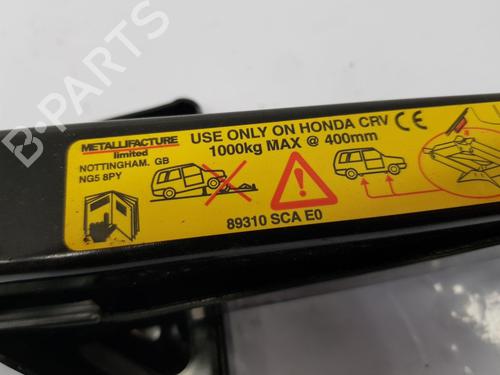 B-PARTS
METALLIFACTURE
limited
NOTTINGHAM. GB
NG5 8PY
USE ONLY ON HONDA CRV CE
1000kg MAX @ 400mm
89310 SCA E0